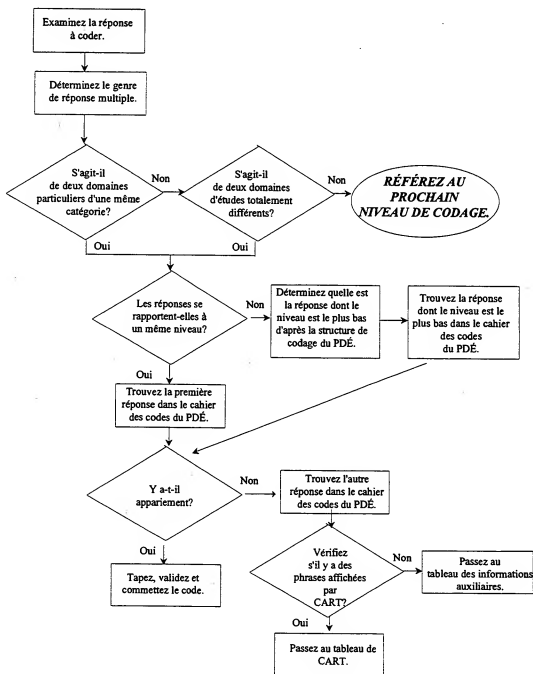 Examinez la réponse
à coder.
Déterminez le genre
de réponse multiple.
S'agit-il
de deux domaines
particuliers d'une même
catégorie?
Non
S'agit-il
de deux domaines
d'études totalement
différents?
Non
RÉFÉREZ AU
PROCHAIN
NIVEAU DE CODAGE.
Oui
Oui
Les réponses se
rapportent-elles à
un même niveau?
Non
Déterminez quelle est
la réponse dont le
niveau est le plus bas
d'après la structure de
codage du PDÉ.
Trouvez la réponse
dont le niveau est le
plus bas dans le cahier
des codes
du PDÉ.
Oui
Trouvez la première
réponse dans le cahier
des codes du PDÉ.
Y a-t-il
appariement?
Non
Trouvez l'autre
réponse dans le cahier
des codes du PDÉ.
Oui
Tapez, validez et
commettez le code.
Vérifiez
s'il y a des
phrases affichées
par
CART?
Non
Passez au
tableau des informations
auxiliaires.
Oui
Passez au tableau de
CART.